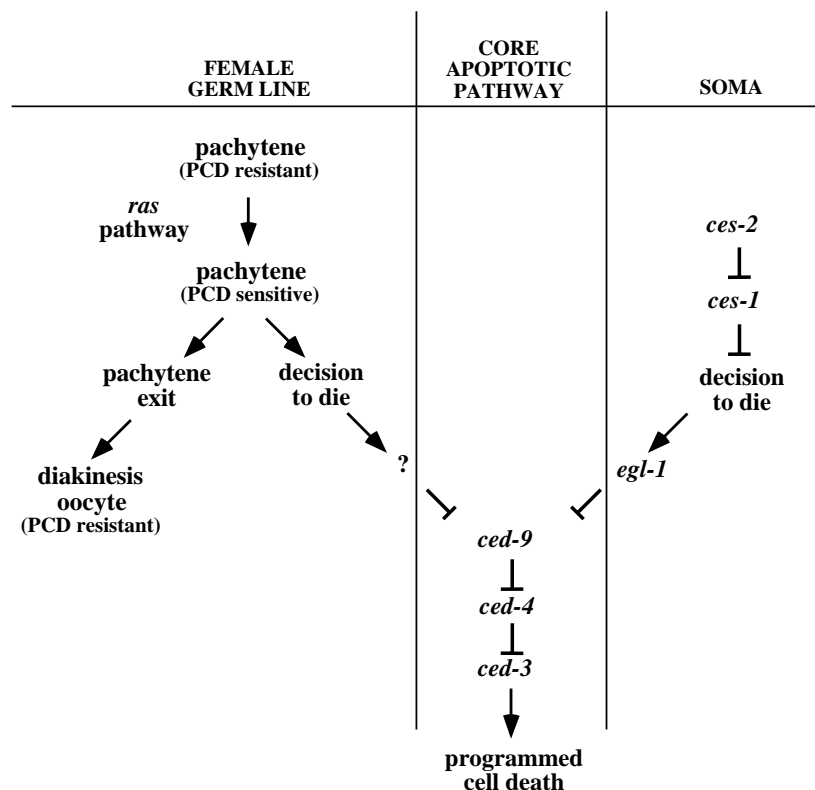 FEMALE
GERM LINE
CORE
APOPTOTIC
PATHWAY
SOMA
pachytene
(PCD resistant)
ras
pathway
pachytene
(PCD sensitive)
pachytene
exit
decision
to die
diakinesis
oocyte
(PCD resistant)
?
ces-2
ces-1
decision
to die
egl-1
ced-9
ced-4
ced-3
programmed
cell death